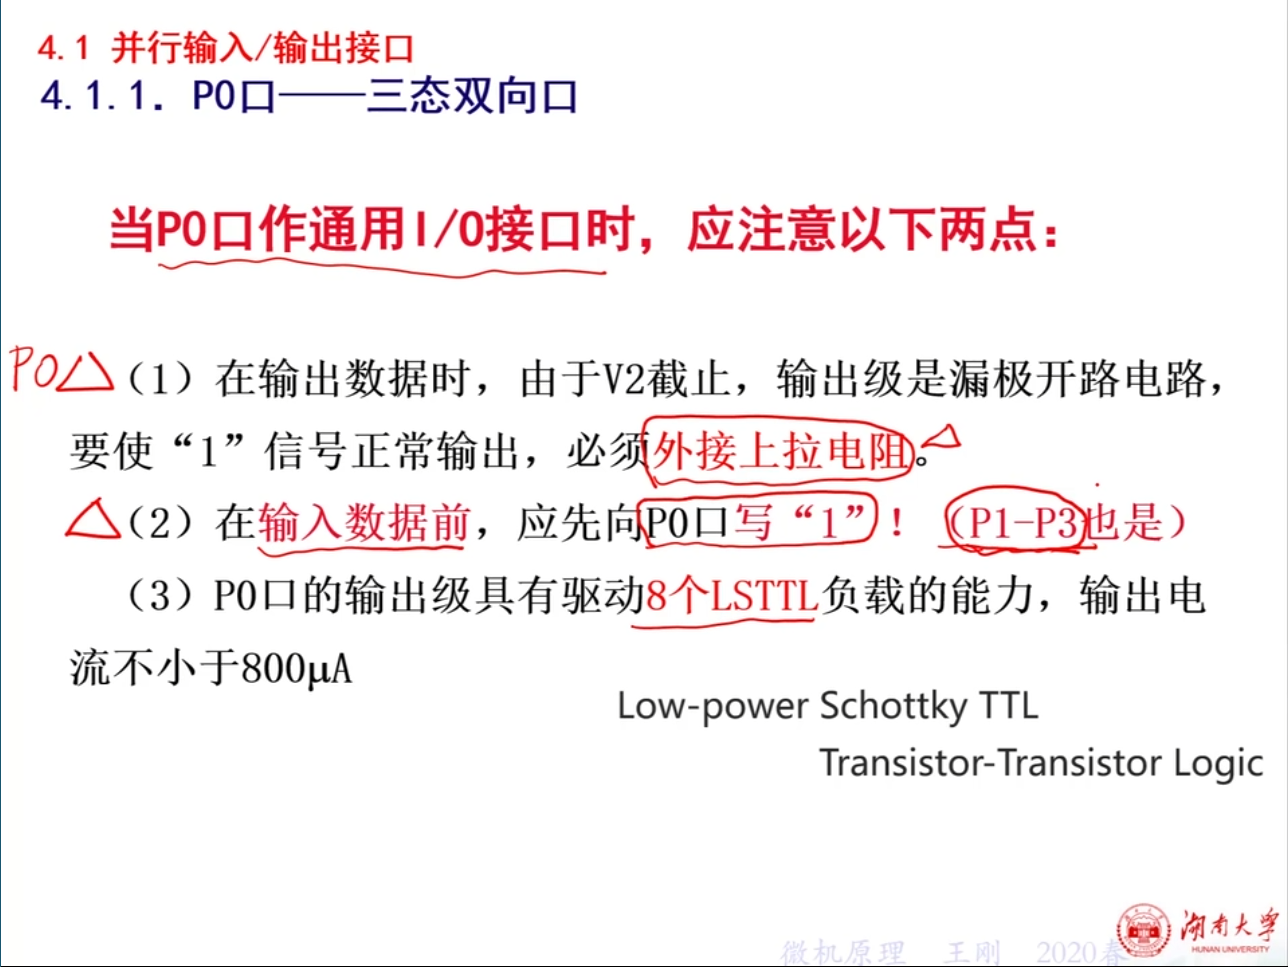 4.1 并行输入/输出接口
4.1.1. P0口——三态双向口
当P0口作通用I/O接口时，应注意以下两点：
P0△（1）在输出数据时，由于V2截止，输出级是漏极开路电路，
要使“1”信号正常输出，必须外接上拉电阻。△
△（2）在输入数据前，应先向P0口写“1”！（P1-P3也是）
（3）P0口的输出级具有驱动8个LSTTL负载的能力，输出电
流不小于800μA
Low-power Schottky TTL
Transistor-Transistor Logic
湖南大学
HUNAN UNIVERSITY
微机原理 王刚 2020春